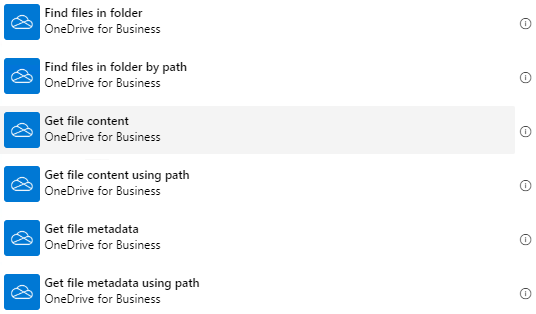 Find files in folder
OneDrive for Business
Find files in folder by path
OneDrive for Business
Get file content
OneDrive for Business
Get file content using path
OneDrive for Business
Get file metadata
OneDrive for Business
Get file metadata using path
OneDrive for Business